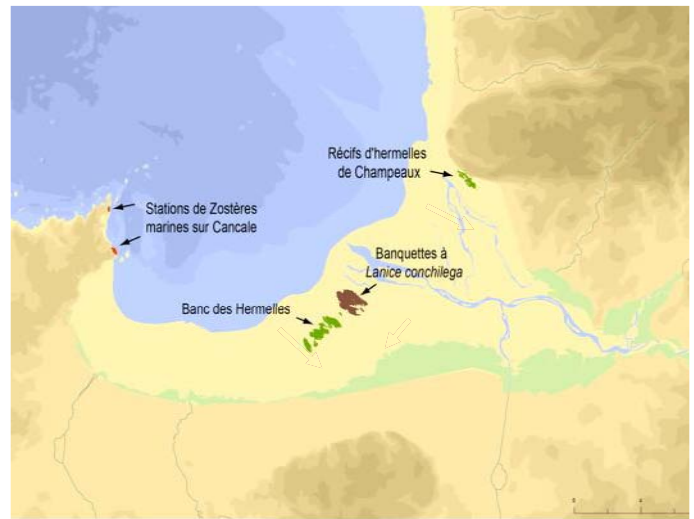 Récifs d'hermelles
de Champeaux
Stations de Zostères
marines sur Cancale
Banquettes à
Lanice conchilega
Banc des Hermelles